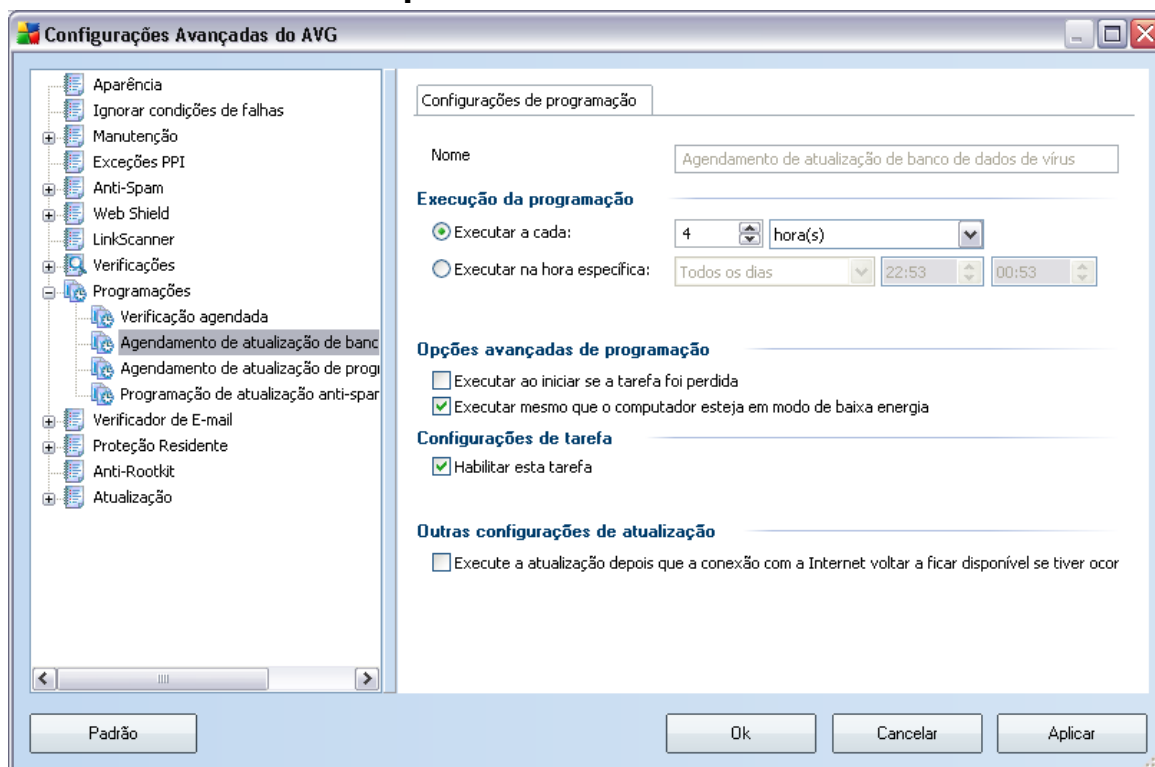 Configurações Avançadas do AVG
Aparência
Ignorar condições de falhas
Manutenção
Exceções PPI
Anti-Spam
Web Shield
LinkScanner
Verificações
Programações
Verificação agendada
Agendamento de atualização de banc
Agendamento de atualização de progr
Programação de atualização anti-spar
Verificador de E-mail
Proteção Residente
Anti-Rootkit
Atualização
Configurações de programação
Nome
Agendamento de atualização de banco de dados de vírus
Execução da programação
Executar a cada:
4
hora(s)
Executar na hora específica:
Todos os dias
22:53
00:53
Opções avançadas de programação
Executar ao iniciar se a tarefa foi perdida
Executar mesmo que o computador esteja em modo de baixa energia
Configurações de tarefa
Habilitar esta tarefa
Outras configurações de atualização
Execute a atualização depois que a conexão com a Internet voltar a ficar disponível se tiver ocor
Padrão
Ok
Cancelar
Aplicar